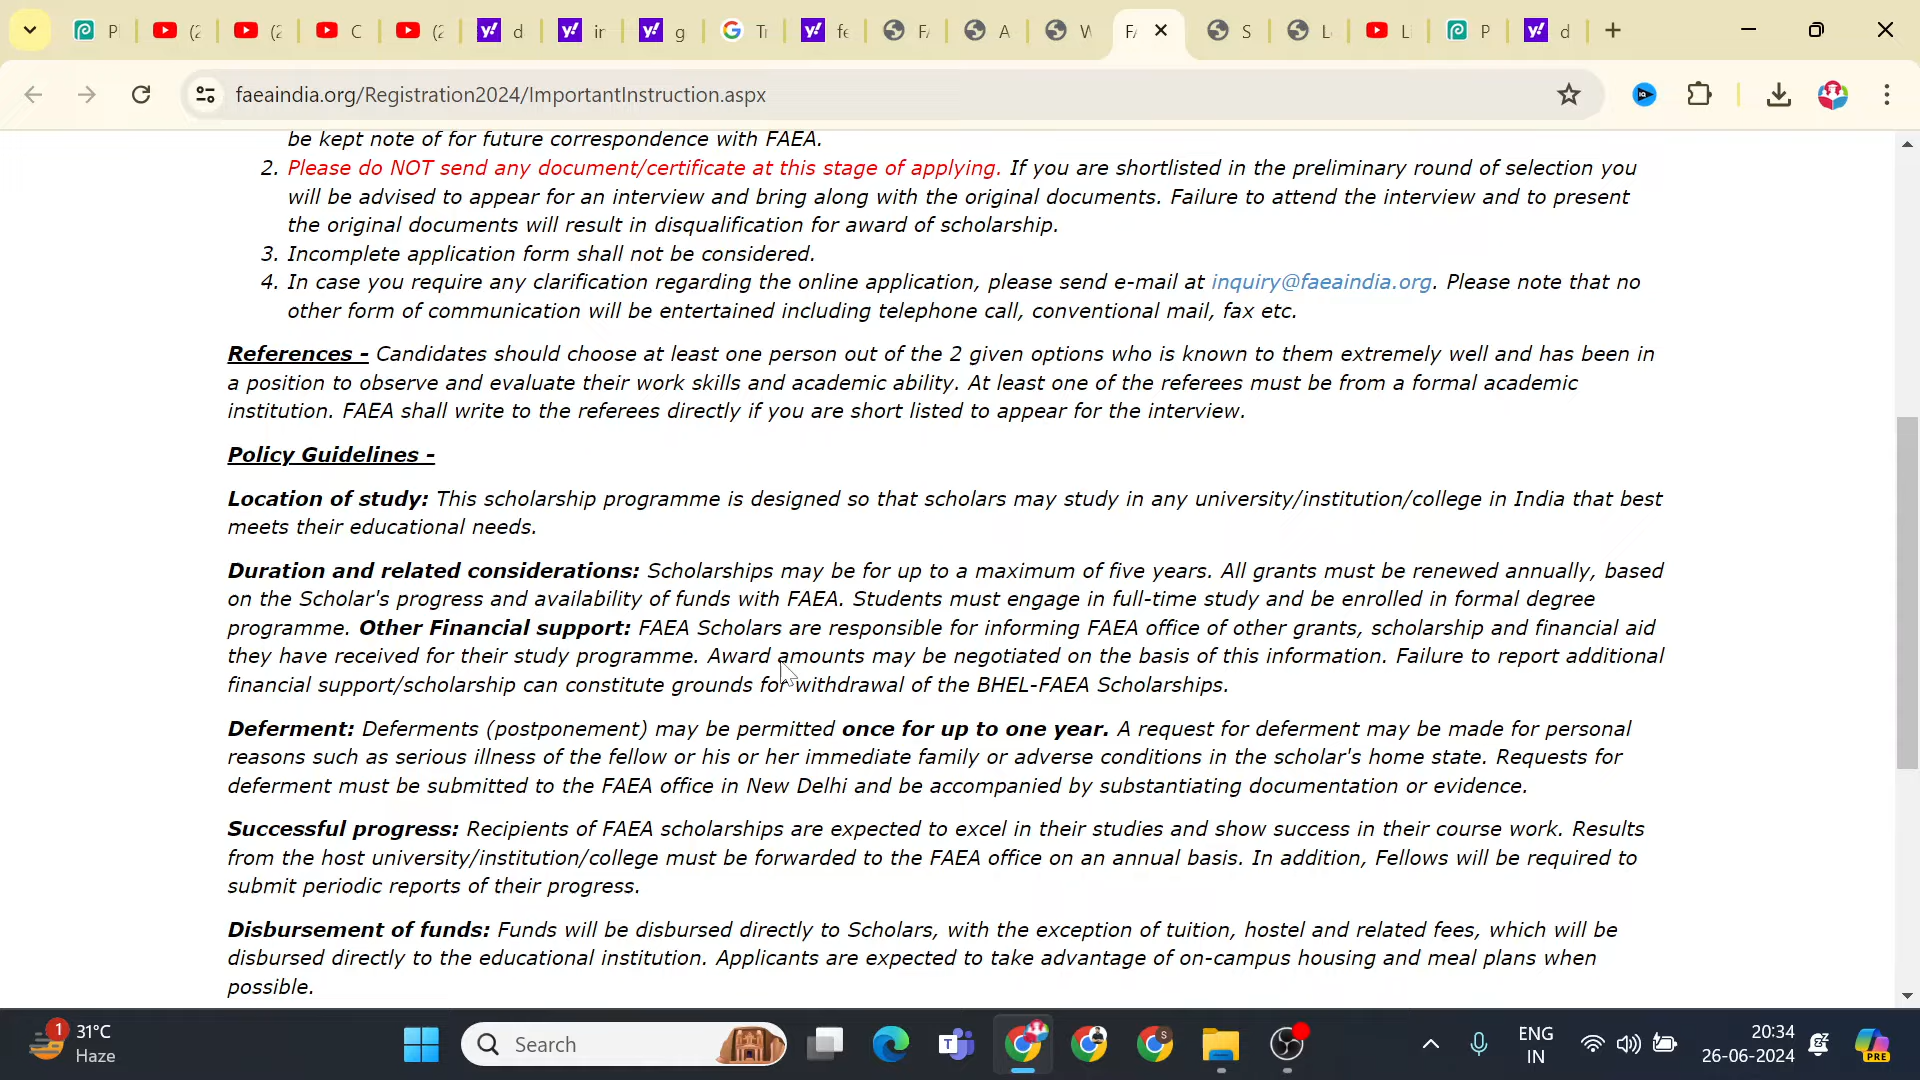 P
(2
(2
C
(2
d
in
g
Tr
fe
FA
A
W
FA
S
L
P
d
faeaindia.org/Registration2024/ImportantInstruction.aspx
be kept note of for future correspondence with FAEA.
2. Please do NOT send any document/certificate at this stage of applying. If you are shortlisted in the preliminary round of selection you
will be advised to appear for an interview and bring along with the original documents. Failure to attend the interview and to present
the original documents will result in disqualification for award of scholarship.
3. Incomplete application form shall not be considered.
4. In case you require any clarification regarding the online application, please send e-mail at inquiry@faeaindia.org. Please note that no
other form of communication will be entertained including telephone call, conventional mail, fax etc.
References - Candidates should choose at least one person out of the 2 given options who is known to them extremely well and has been in
a position to observe and evaluate their work skills and academic ability. At least one of the referees must be from a formal academic
institution. FAEA shall write to the referees directly if you are short listed to appear for the interview.
Policy Guidelines -
Location of study: This scholarship programme is designed so that scholars may study in any university/institution/college in India that best
meets their educational needs.
Duration and related considerations: Scholarships may be for up to a maximum of five years. All grants must be renewed annually, based
on the Scholar's progress and availability of funds with FAEA. Students must engage in full-time study and be enrolled in formal degree
programme. Other Financial support: FAEA Scholars are responsible for informing FAEA office of other grants, scholarship and financial aid
they have received for their study programme. Award amounts may be negotiated on the basis of this information. Failure to report additional
financial support/scholarship can constitute grounds for withdrawal of the BHEL-FAEA Scholarships.
Deferment: Deferments (postponement) may be permitted once for up to one year. A request for deferment may be made for personal
reasons such as serious illness of the fellow or his or her immediate family or adverse conditions in the scholar's home state. Requests for
deferment must be submitted to the FAEA office in New Delhi and be accompanied by substantiating documentation or evidence.
Successful progress: Recipients of FAEA scholarships are expected to excel in their studies and show success in their course work. Results
from the host university/institution/college must be forwarded to the FAEA office on an annual basis. In addition, Fellows will be required to
submit periodic reports of their progress.
Disbursement of funds: Funds will be disbursed directly to Scholars, with the exception of tuition, hostel and related fees, which will be
disbursed directly to the educational institution. Applicants are expected to take advantage of on-campus housing and meal plans when
possible.
1
31°C
Haze
Search
ENG
IN
20:34
26-06-2024
PRE